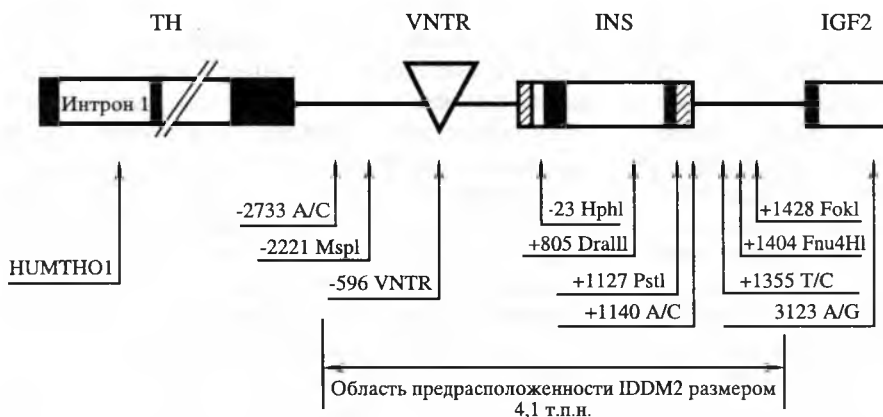 TH
VNTR
INS
IGF2
Интрон 1
-2733 A/C
-23 HphI
+1428 FokI
-2221 MspI
+805 DraIII
+1404 Fnu4HI
HUMTHO1
-596 VNTR
+1127 PstI
+1355 T/C
+1140 A/C
3123 A/G
Область предрасположенности IDDM2 размером
4,1 т.п.н.